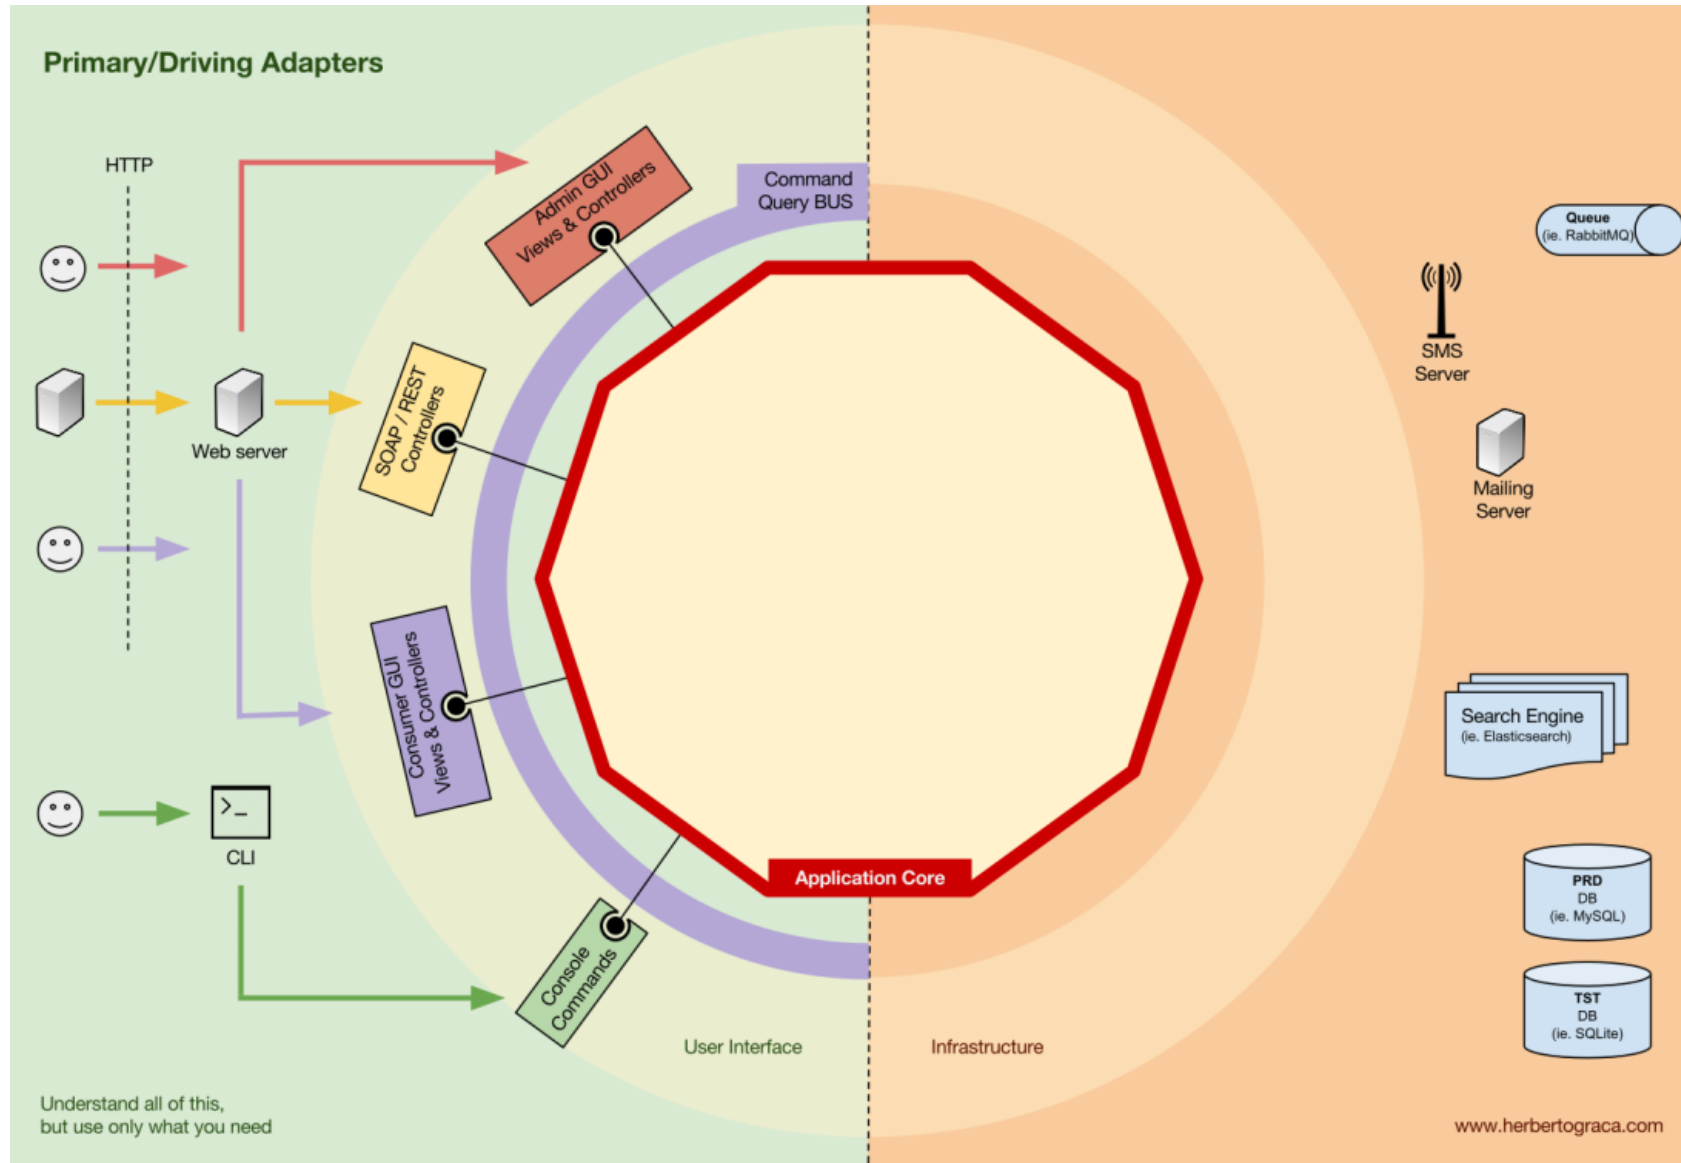 Primary/Driving Adapters
HTTP
Admin GUI
Views & Controllers
Command
Query BUS
Queue
(ie. RabbitMQ)
SMS
Server
SOAP / REST
Controllers
Web server
Mailing
Server
Consumer GUI
Views & Controllers
Search Engine
(ie. Elasticsearch)
>_
CLI
Application Core
PRD
DB
(ie. MySQL)
Console
Commands
TST
DB
(ie. SQLite)
User Interface
Infrastructure
Understand all of this,
but use only what you need
www.herbertograca.com